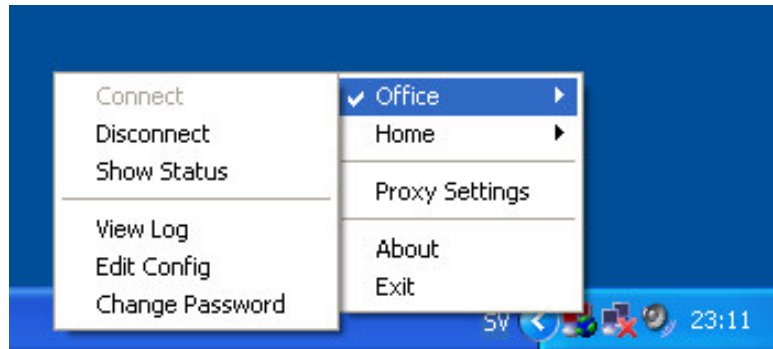 Connect
Disconnect
Show Status
View Log
Edit Config
Change Password
Office
Home
Proxy Settings
About
Exit
SV
23:11